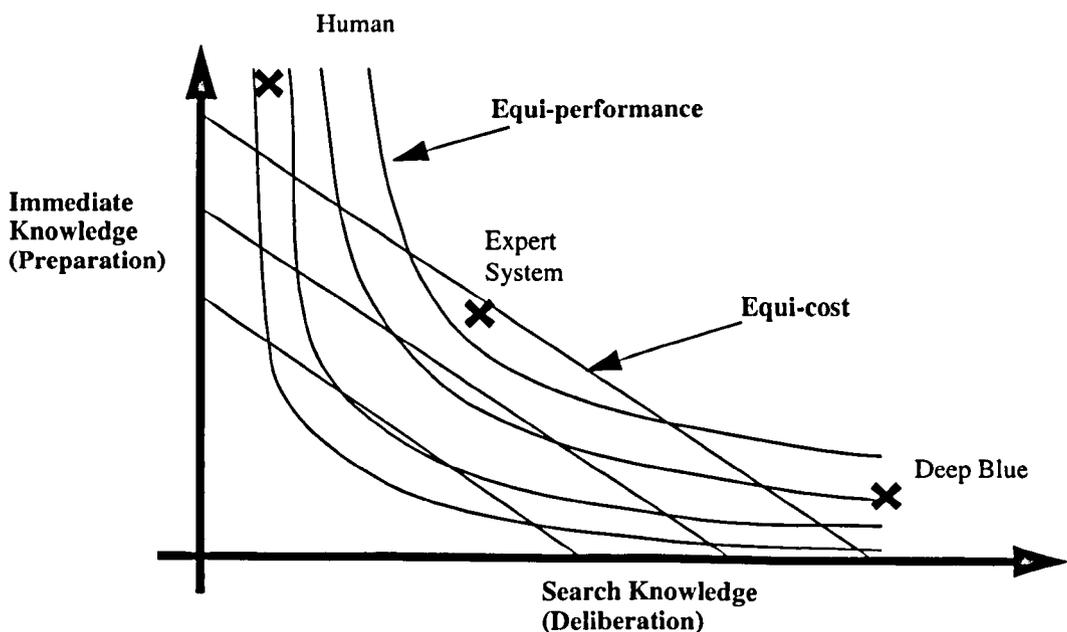 Human
Equi-performance
Immediate
Knowledge
(Preparation)
Expert
System
Equi-cost
Deep Blue
Search Knowledge
(Deliberation)